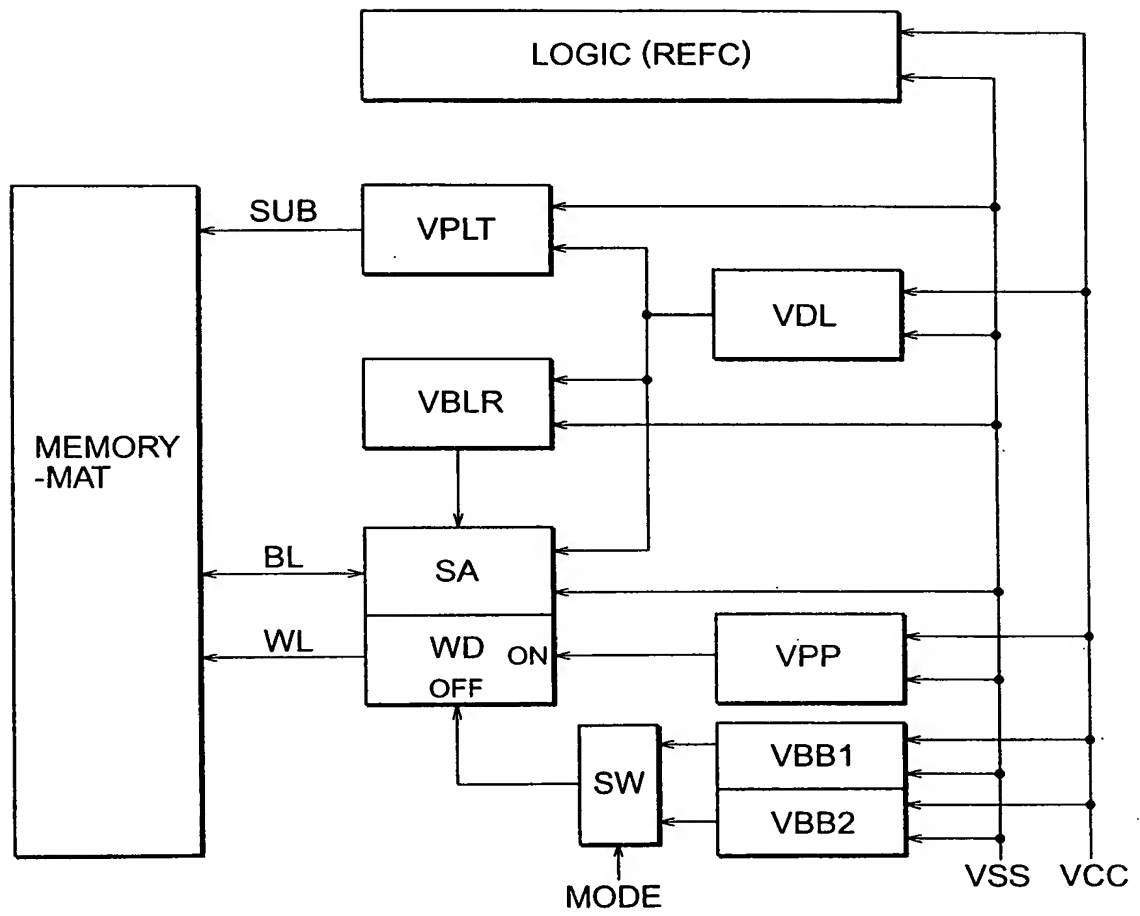 LOGIC (REFC)
SUB
VPLT
VDL
VBLR
MEMORY
-MAT
BL
SA
WL
WD
ON
OFF
VPP
SW
VBB1
VBB2
VSS
VCC
MODE